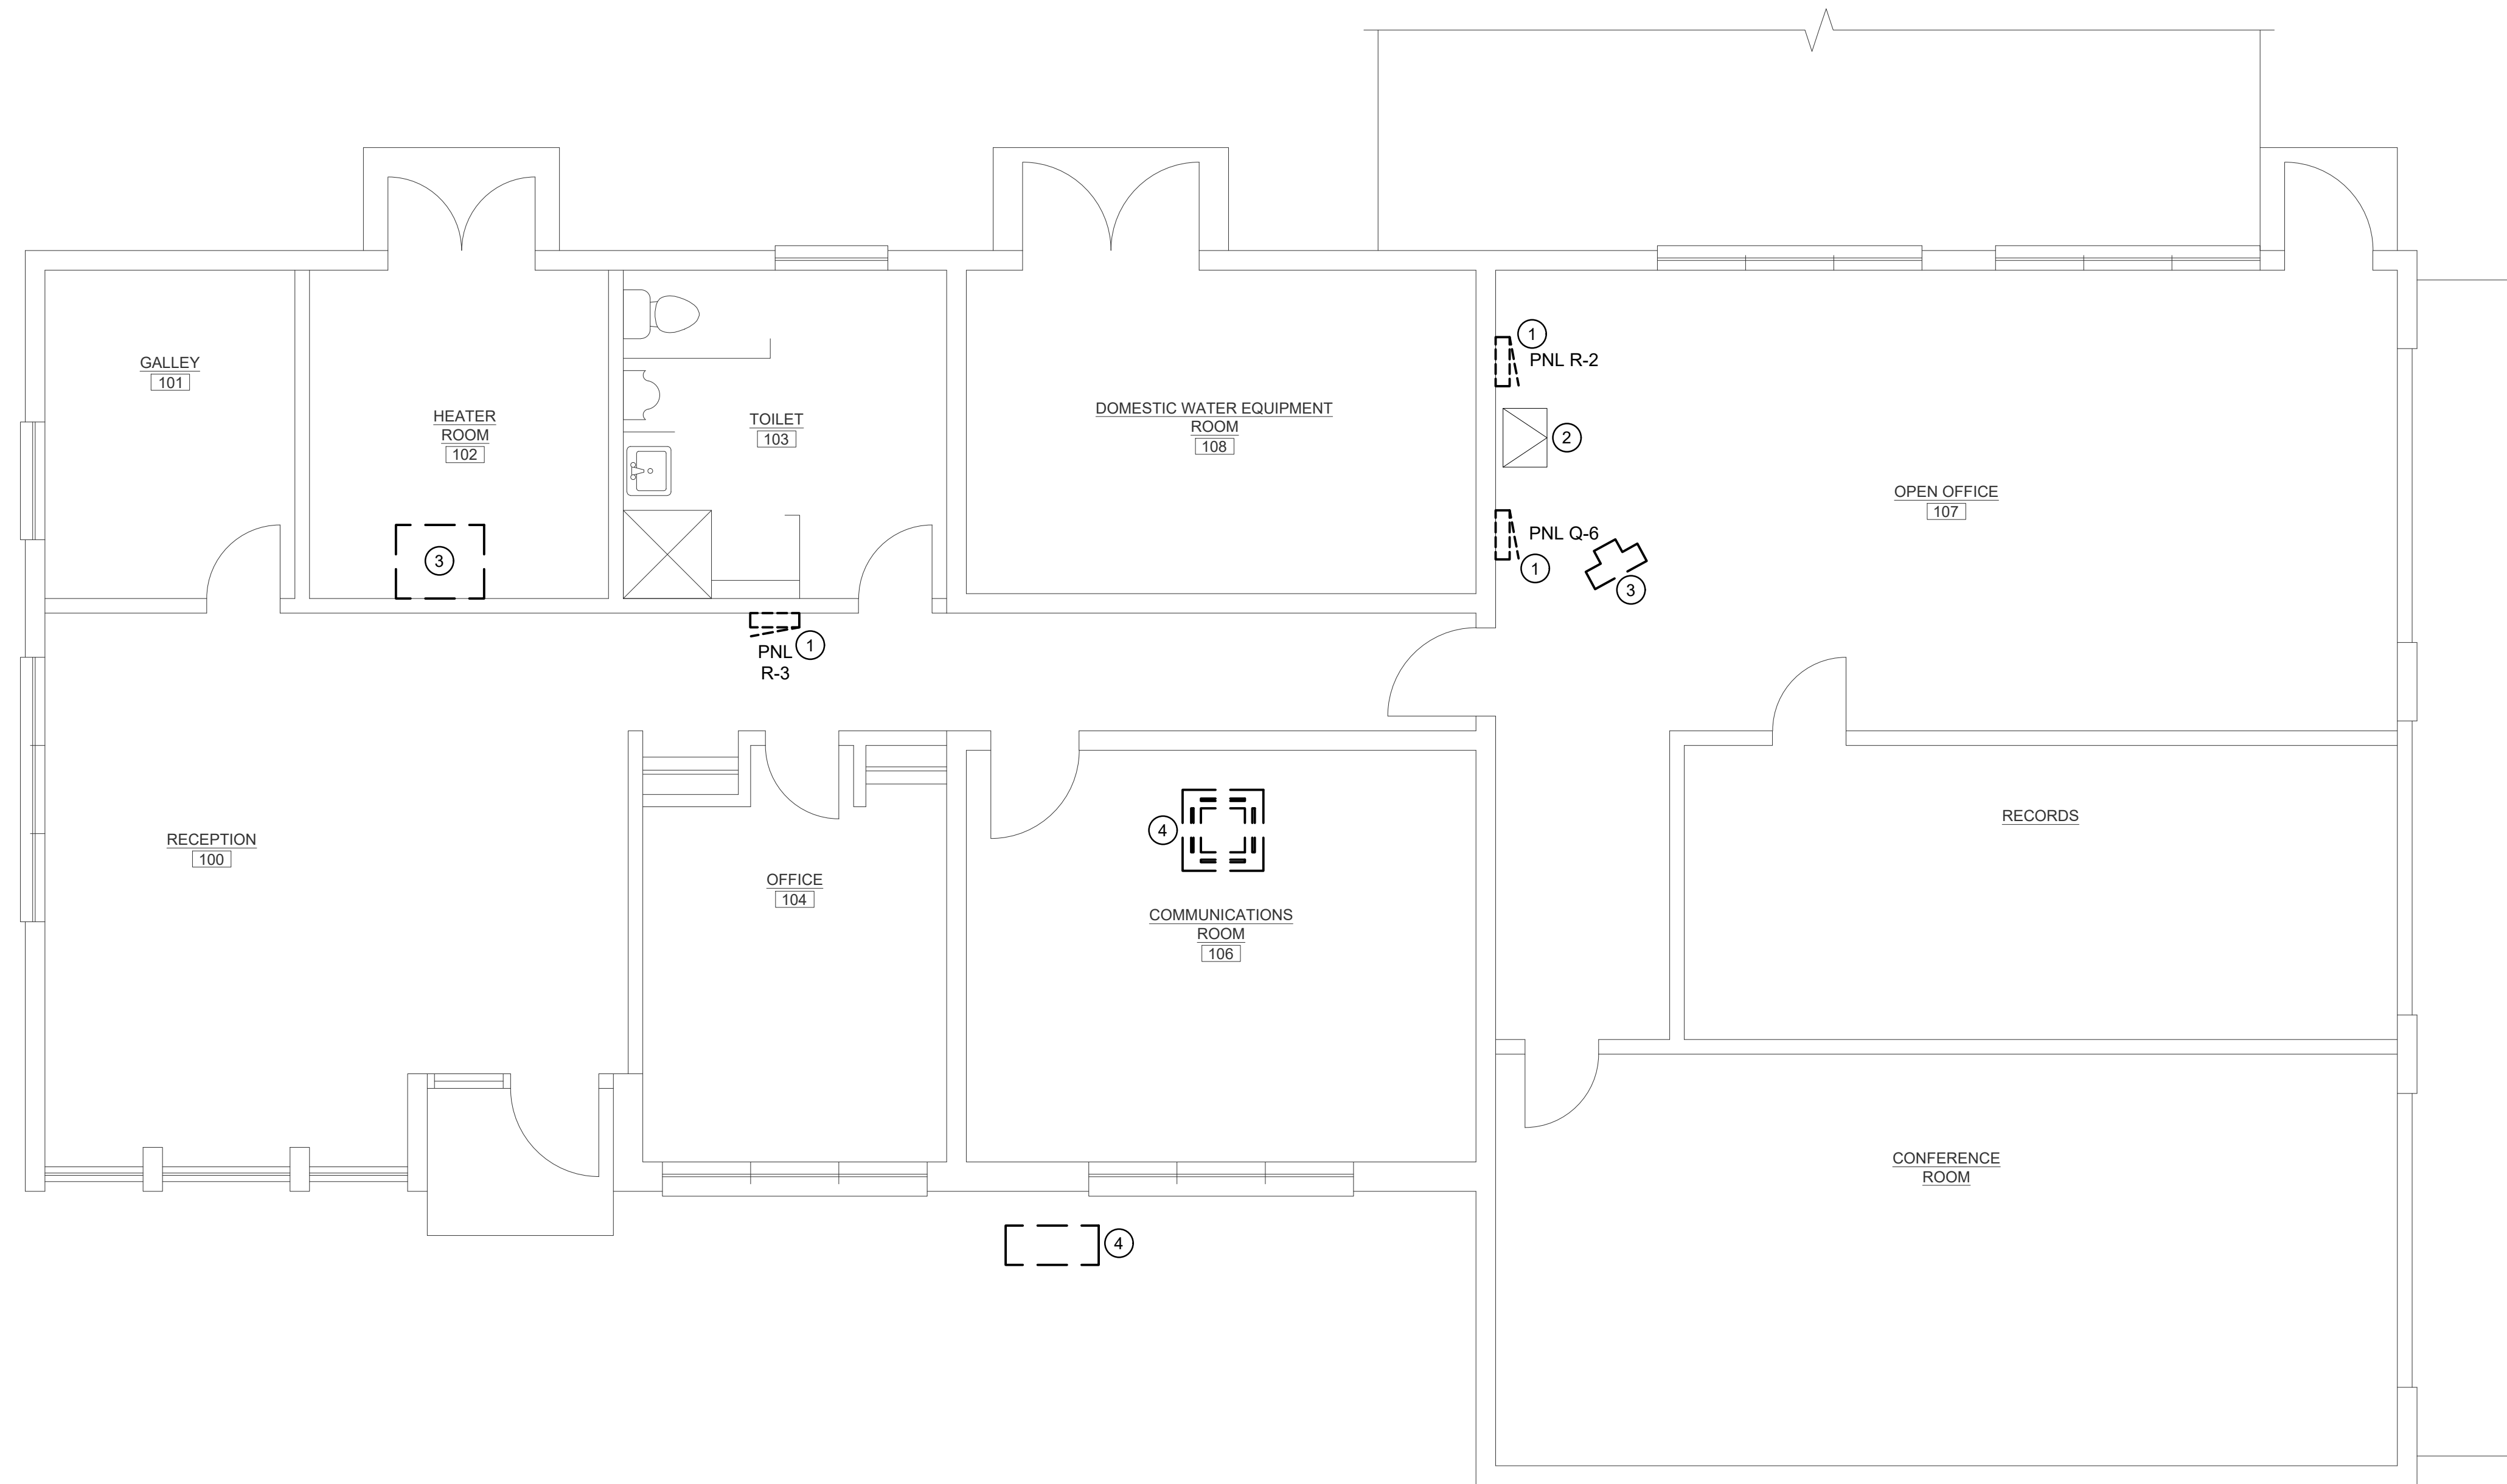 1
PNL R-2
GALLEY
101
HEATER
ROOM
102
TOILET
103
DOMESTIC WATER EQUIPMENT
ROOM
108
2
OPEN OFFICE
107
PNL Q-6
1
3
3
PNL
R-3
1
RECEPTION
100
OFFICE
104
4
COMMUNICATIONS
ROOM
106
RECORDS
CONFERENCE
ROOM
4